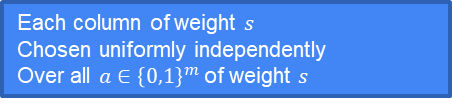 Each column of weight 𝑠
Chosen uniformly independently
Over all 𝑎 ∈ {0,1}ᵐ of weight 𝑠